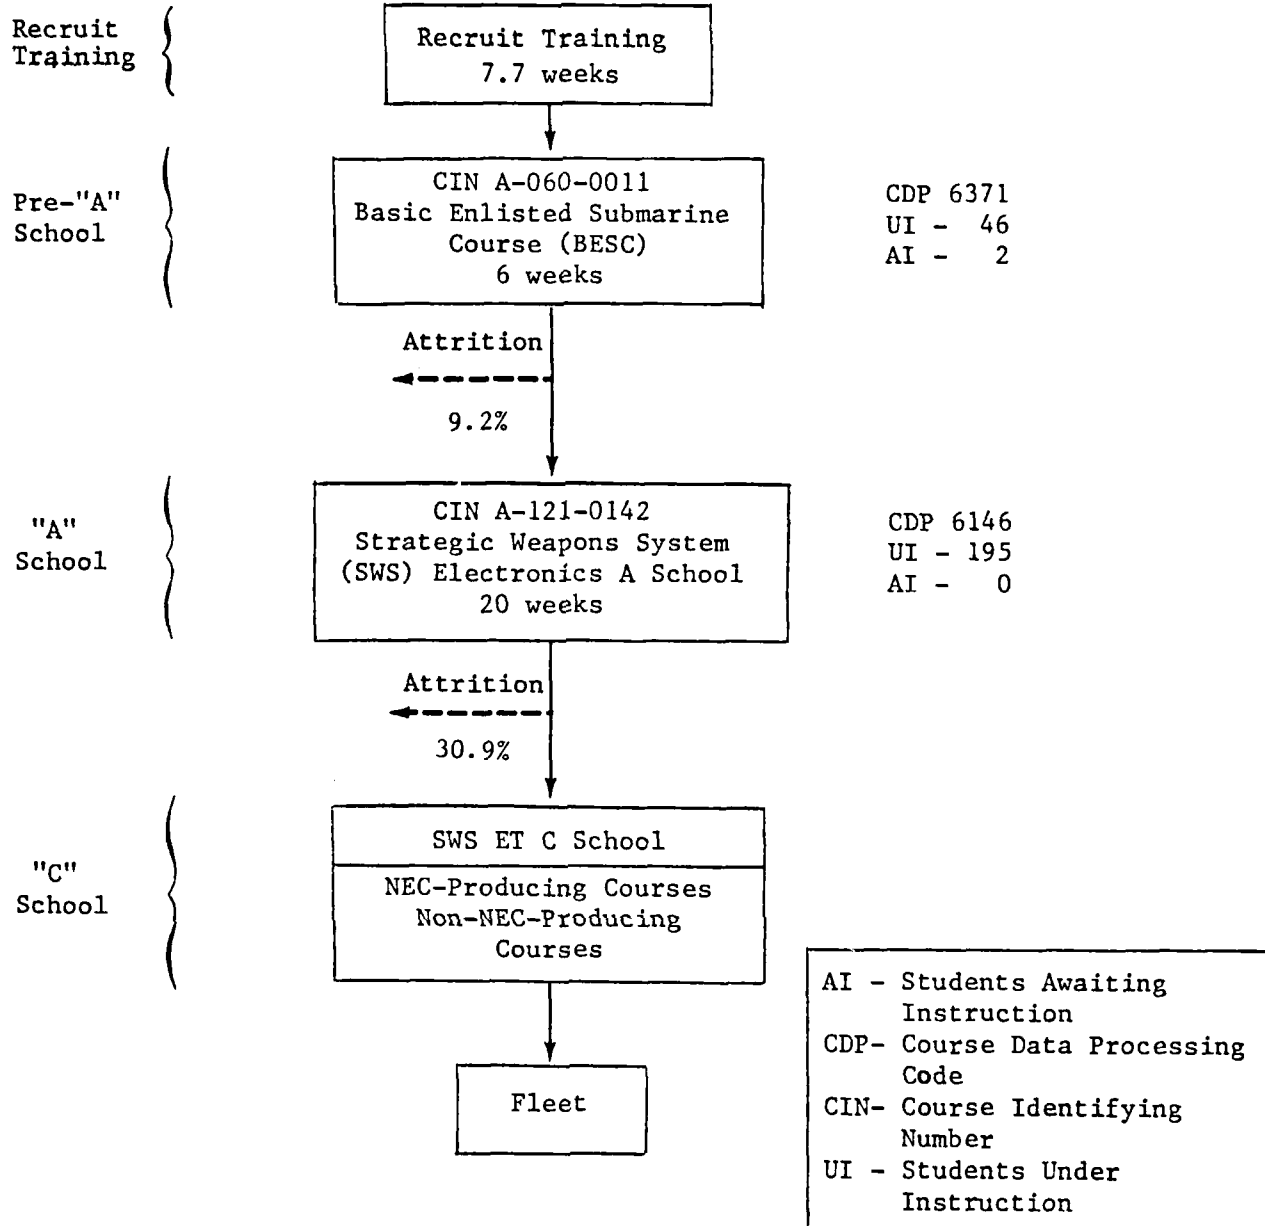 Recruit
Training
Recruit Training
7.7 weeks
Pre-"A"
School
CIN A-060-0011
Basic Enlisted Submarine
Course (BESC)
6 weeks
CDP 6371
UI - 46
AI - 2
Attrition
9.2%
"A"
School
CIN A-121-0142
Strategic Weapons System
(SWS) Electronics A School
20 weeks
CDP 6146
UI - 195
AI - 0
Attrition
30.9%
"C"
School
SWS ET C School
NEC-Producing Courses
Non-NEC-Producing
Courses
Fleet
AI - Students Awaiting
Instruction
CDP- Course Data Processing
Code
CIN- Course Identifying
Number
UI - Students Under
Instruction